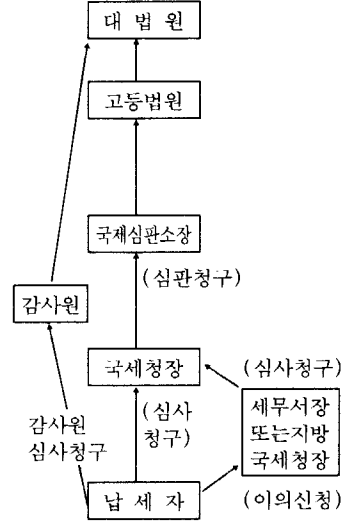 대 법 원
고등법원
국재심판소장
(심판청구)
감사원
국세청장
(심사청구)
(심사
청구)
세무서장
또는지방
국세청장
감사원
심사청구
납 세 자
(이의신청)